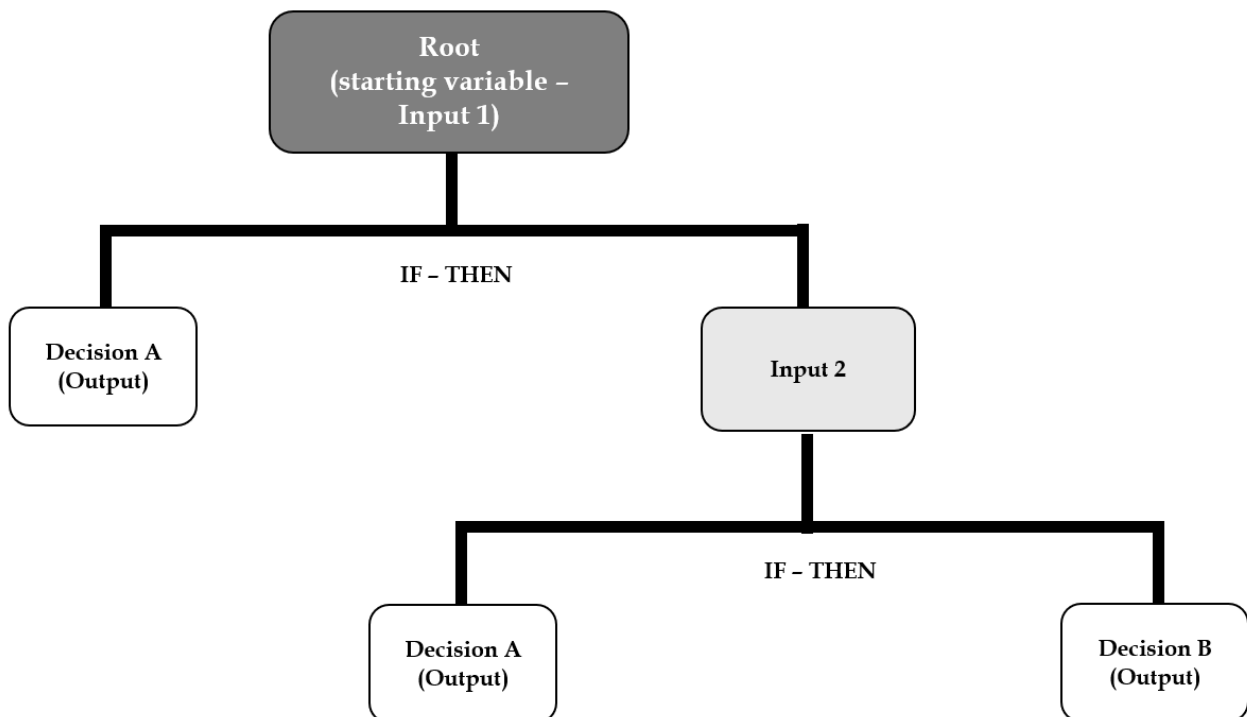 Root
(starting variable –
Input 1)
IF – THEN
Decision A
(Output)
Input 2
IF – THEN
Decision A
(Output)
Decision B
(Output)